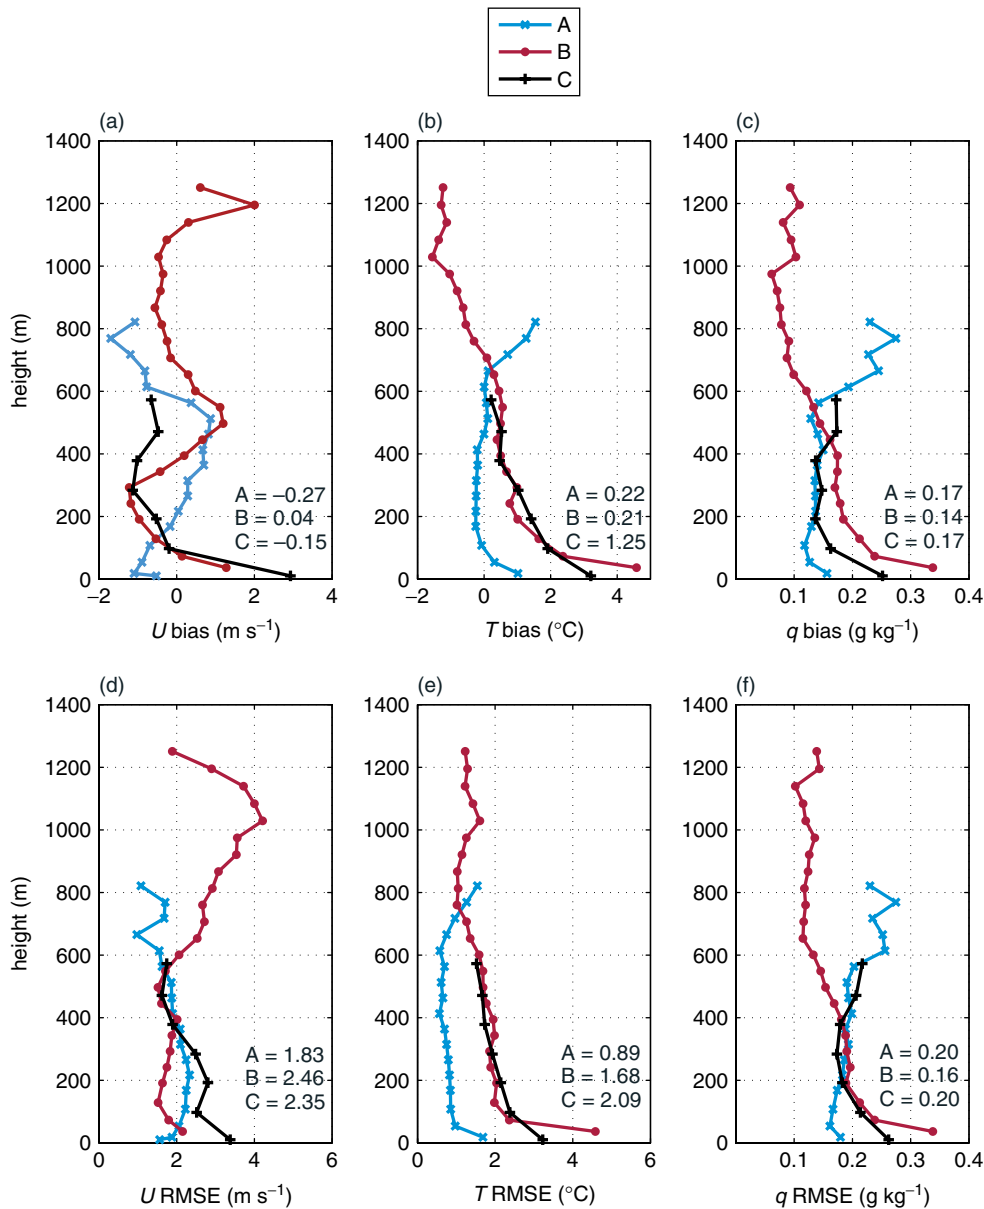 A
B
C
(a)
(b)
(c)
1400
1200
1000
800
600
400
200
0
height (m)
A = –0.27
B = 0.04
C = –0.15
–2
0
2
4
U bias (m s⁻¹)
A = 0.22
B = 0.21
C = 1.25
–2
0
2
4
T bias (°C)
1400
1200
1000
800
600
400
200
0
A = 0.17
B = 0.14
C = 0.17
0.1
0.2
0.3
0.4
q bias (g kg⁻¹)
1400
1200
1000
800
600
400
200
0
(d)
(e)
(f)
1400
1200
1000
800
600
400
200
0
height (m)
A = 1.83
B = 2.46
C = 2.35
0
2
4
6
U RMSE (m s⁻¹)
1400
1200
1000
800
600
400
200
0
A = 0.89
B = 1.68
C = 2.09
0
2
4
6
T RMSE (°C)
1400
1200
1000
800
600
400
200
0
A = 0.20
B = 0.16
C = 0.20
0.1
0.2
0.3
0.4
q RMSE (g kg⁻¹)